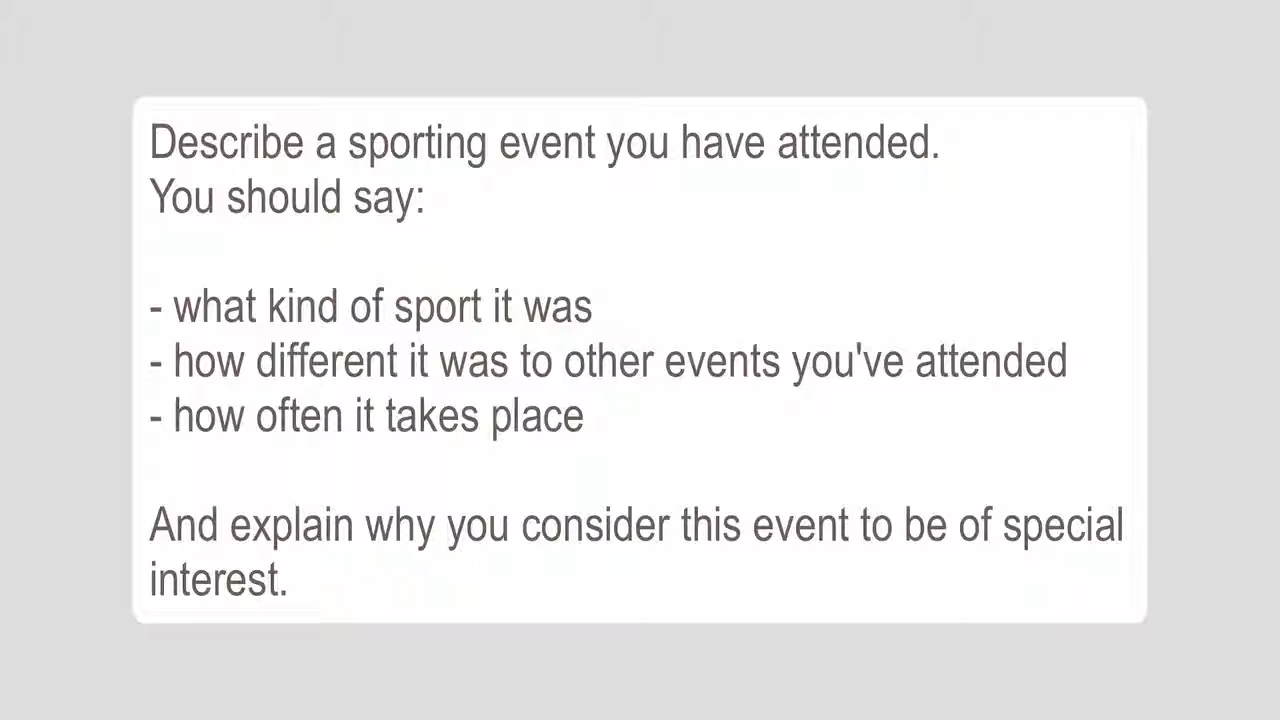 Describe a sporting event you have attended.
You should say:
- what kind of sport it was
- how different it was to other events you've attended
- how often it takes place
And explain why you consider this event to be of special
interest.